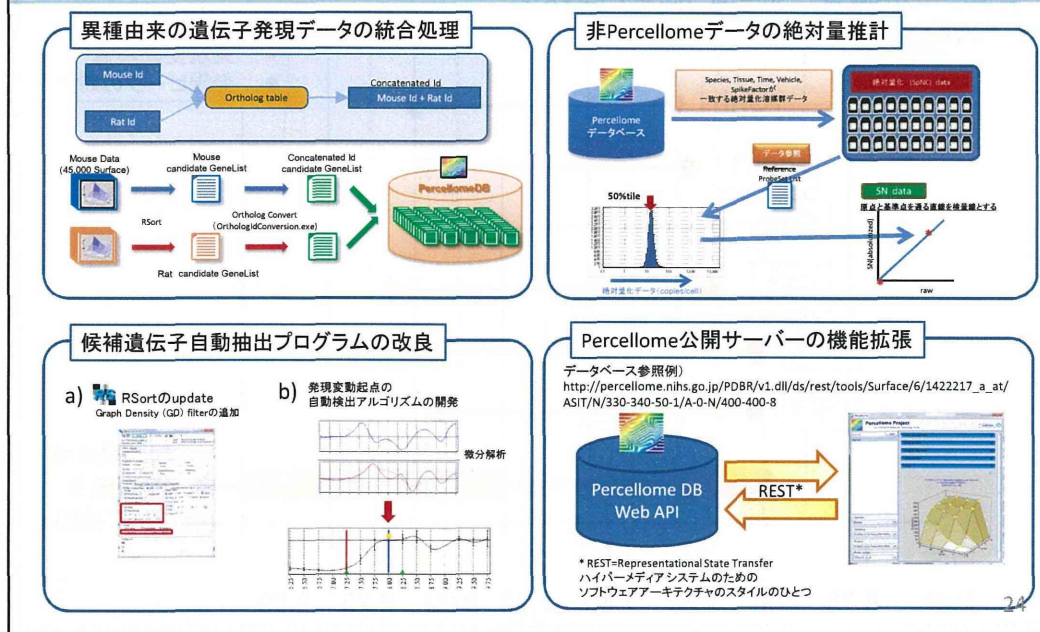 異種由来の遺伝子発現データの統合処理
Mouse Id
Rat Id
Ortholog table
Concatenated Id
Mouse Id + Rat Id
Mouse Data
(45,000 Surface)
Mouse
candidate GeneList
Concatenated Id
candidate GeneList
RSort
Ortholog Convert
(OrthologIdConversion.exe)
Rat candidate GeneList
PercellomeDB
非Percellomeデータの絶対量推計
Percellome
データベース
Species, Tissue, Time, Vehicle,
SpikeFactorが
一致する絶対量化溶媒群データ
絶対量化 (SpNC) data
データ参照
Reference
ProbeSet List
50%tile
絶対量化データ(copies/cell)
SN data
原点と基準点を通る直線を検量線とする
SN(absolutized)
raw
候補遺伝子自動抽出プログラムの改良
a) RSortのupdate
Graph Density (GD) filterの追加
b) 発現変動起点の
自動検出アルゴリズムの開発
微分解析
Percellome公開サーバーの機能拡張
データベース参照例)
http://percellome.nihs.go.jp/PDBR/v1.dll/ds/rest/tools/Surface/6/1422217_a_at/
ASIT/N/330-340-50-1/A-0-N/400-400-8
Percellome DB
Web API
REST*
Percellome Project
* REST=Representational State Transfer
ハイパーメディアシステムのための
ソフトウェアアーキテクチャのスタイルのひとつ
24